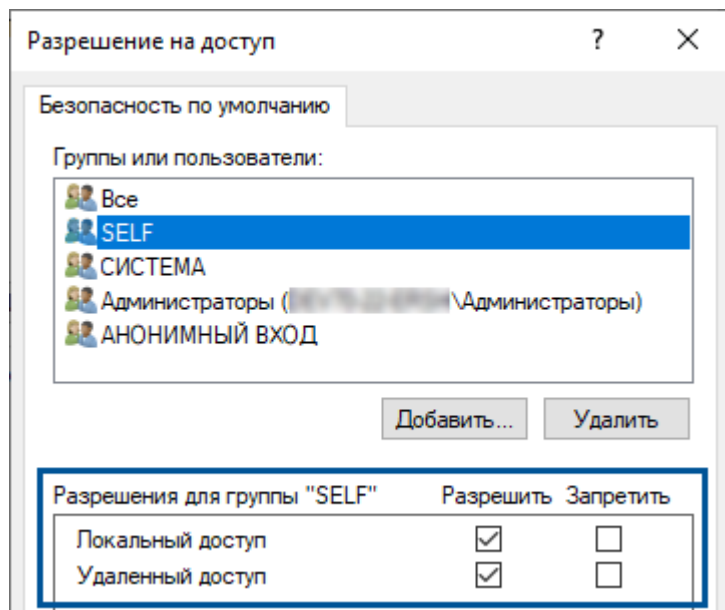 Разрешение на доступ ?
Безопасность по умолчанию
Группы или пользователи:
Все
SELF
СИСТЕМА
Администраторы ( \Администраторы)
АНОНИМНЫЙ ВХОД
Добавить... Удалить
Разрешения для группы "SELF" Разрешить Запретить
Локальный доступ
Удаленный доступ